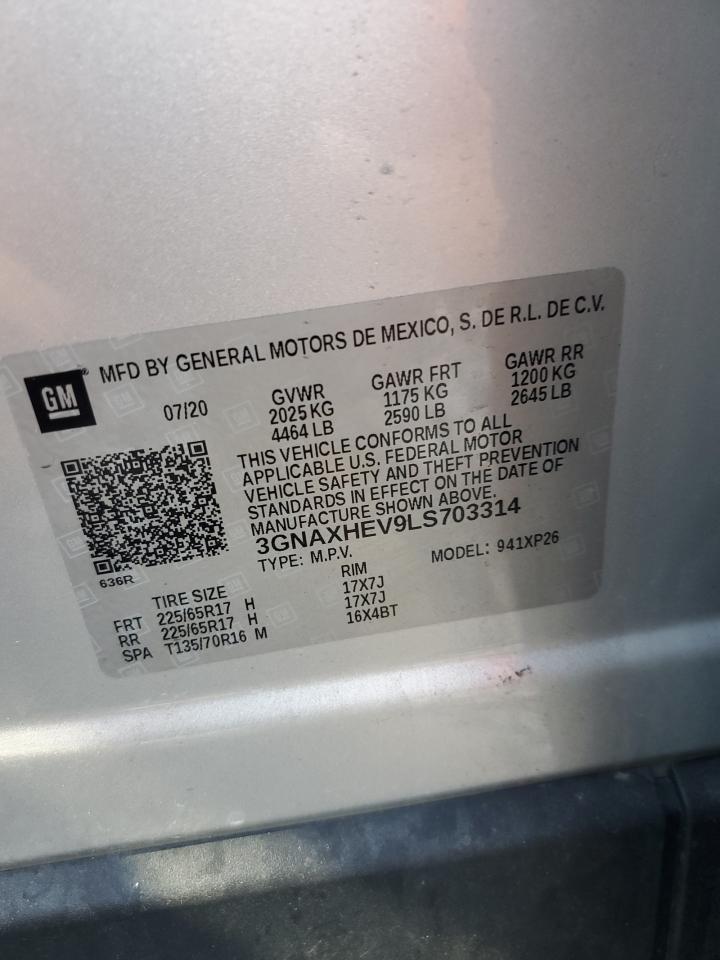 GM® MFD BY GENERAL MOTORS DE MEXICO, S. DE R.L. DE C.V.
07/20
GVWR
2025 KG
4464 LB
GAWR FRT
1175 KG
2590 LB
GAWR RR
1200 KG
2645 LB
THIS VEHICLE CONFORMS TO ALL
APPLICABLE U.S. FEDERAL MOTOR
VEHICLE SAFETY AND THEFT PREVENTION
STANDARDS IN EFFECT ON THE DATE OF
MANUFACTURE SHOWN ABOVE.
3GNAXHEV9LS703314
TYPE: M.P.V. MODEL: 941XP26
636R
TIRE SIZE RIM
FRT 225/65R17 H 17X7J
RR 225/65R17 H 17X7J
SPA T135/70R16 M 16X4BT